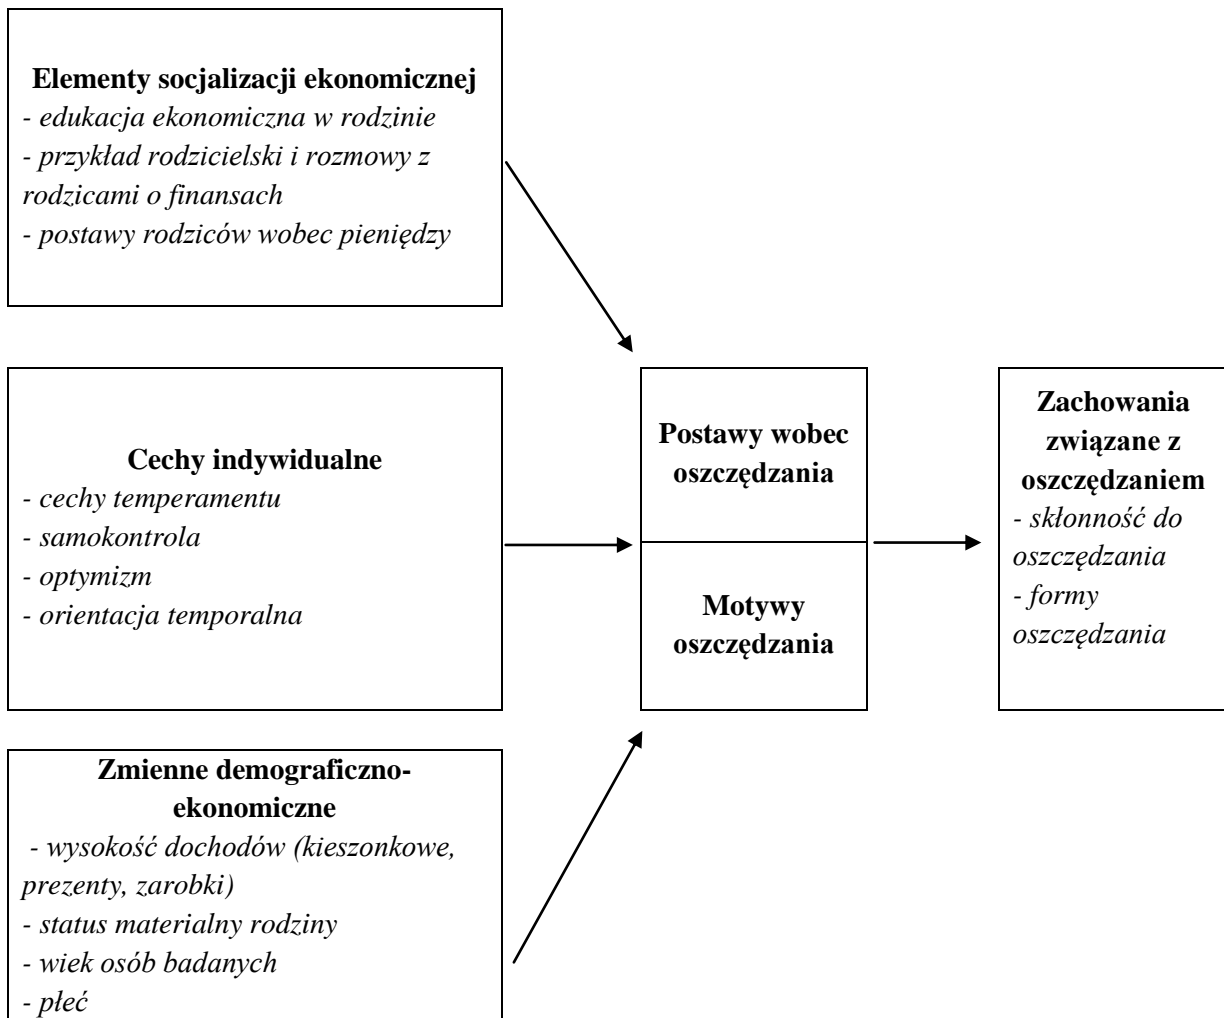 Elementy socjalizacji ekonomicznej
- edukacja ekonomiczna w rodzinie
- przykład rodzicielski i rozmowy z
rodzicami o finansach
- postawy rodziców wobec pieniędzy
Cechy indywidualne
- cechy temperamentu
- samokontrola
- optymizm
- orientacja temporalna
Zmienne demograficzno-
ekonomiczne
- wysokość dochodów (kieszonkowe,
prezenty, zarobki)
- status materialny rodziny
- wiek osób badanych
- płeć
Postawy wobec
oszczędzania
Motywy
oszczędzania
Zachowania
związane z
oszczędzaniem
- skłonność do
oszczędzania
- formy
oszczędzania